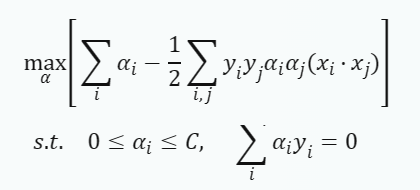 max_α [ ∑_i α_i − 1/2 ∑_{i,j} y_i y_j α_i α_j (x_i · x_j) ]
s.t. 0 ≤ α_i ≤ C, ∑_i α_i y_i = 0